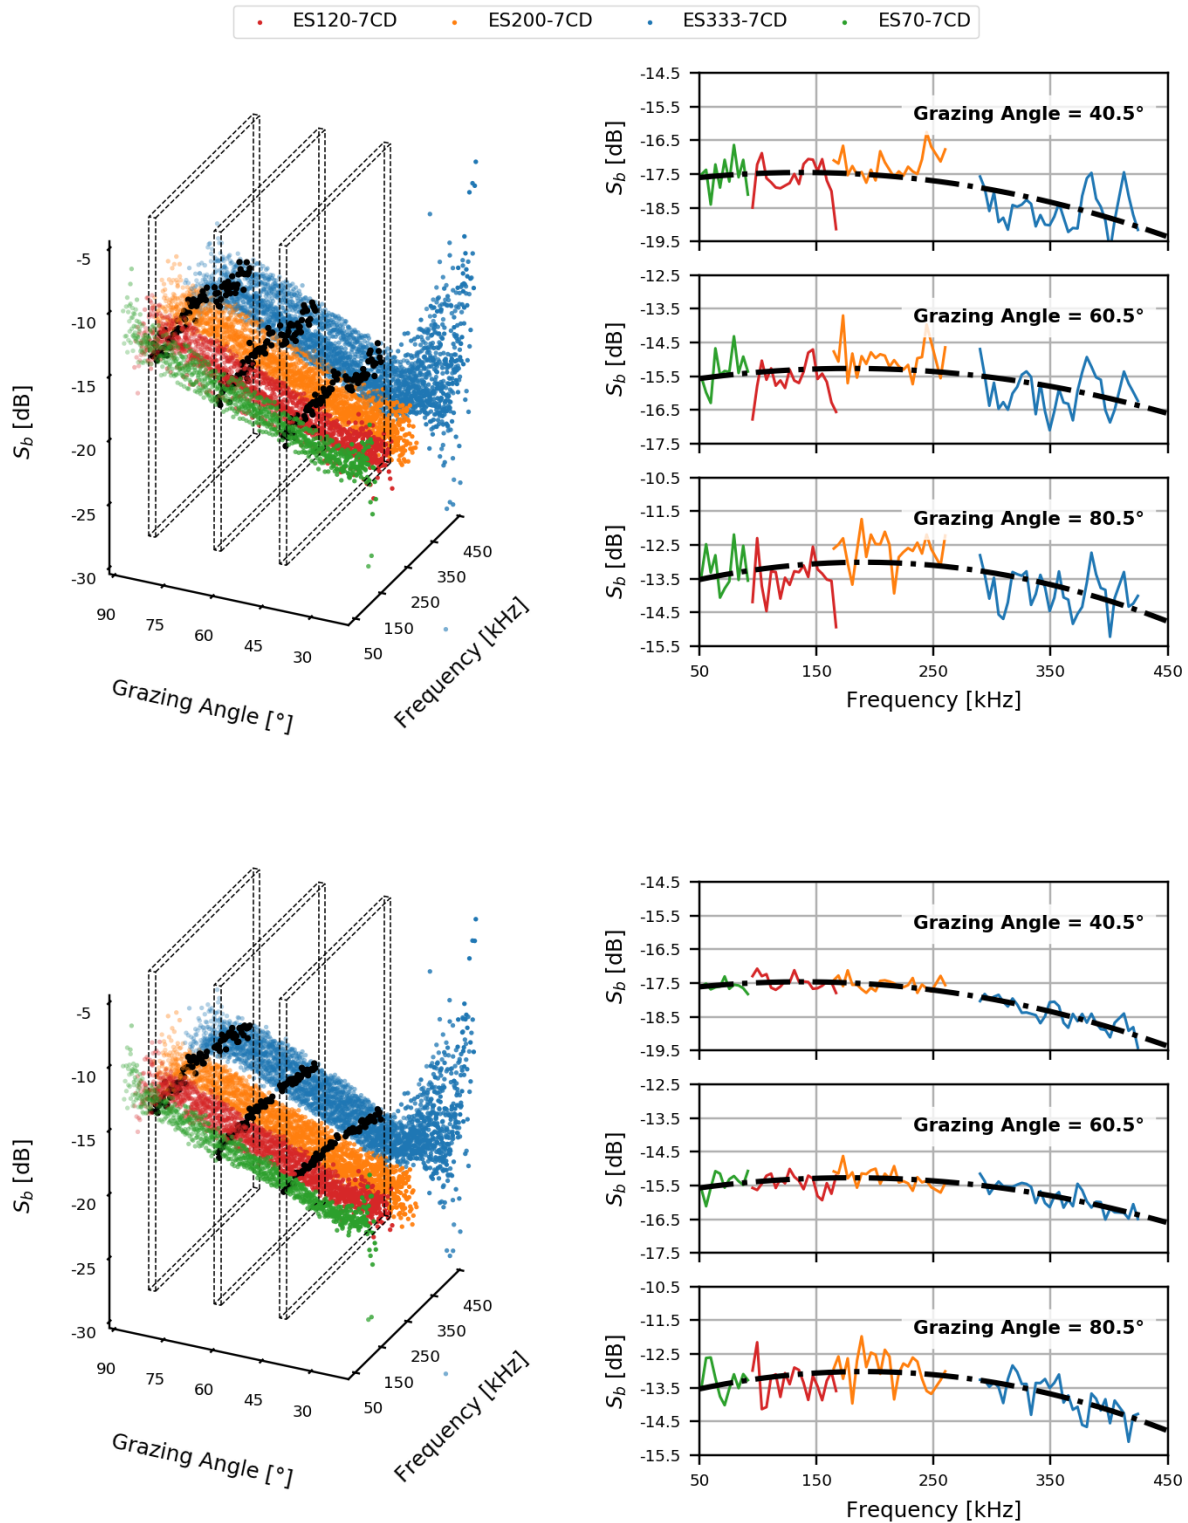 ES120-7CD ES200-7CD ES333-7CD ES70-7CD
-5
-10
-15
-20
-25
-30
S_b [dB]
90 75 60 45 30
Grazing Angle [°]
50 150 250 350 450
Frequency [kHz]
-14.5
-15.5
-16.5
-17.5
-18.5
-19.5
S_b [dB]
Grazing Angle = 40.5°
-12.5
-13.5
-14.5
-15.5
-16.5
-17.5
S_b [dB]
Grazing Angle = 60.5°
-10.5
-11.5
-12.5
-13.5
-14.5
-15.5
S_b [dB]
Grazing Angle = 80.5°
50 150 250 350 450
Frequency [kHz]
-5
-10
-15
-20
-25
-30
S_b [dB]
90 75 60 45 30
Grazing Angle [°]
50 150 250 350 450
Frequency [kHz]
-14.5
-15.5
-16.5
-17.5
-18.5
-19.5
S_b [dB]
Grazing Angle = 40.5°
-12.5
-13.5
-14.5
-15.5
-16.5
-17.5
S_b [dB]
Grazing Angle = 60.5°
-10.5
-11.5
-12.5
-13.5
-14.5
-15.5
S_b [dB]
Grazing Angle = 80.5°
50 150 250 350 450
Frequency [kHz]